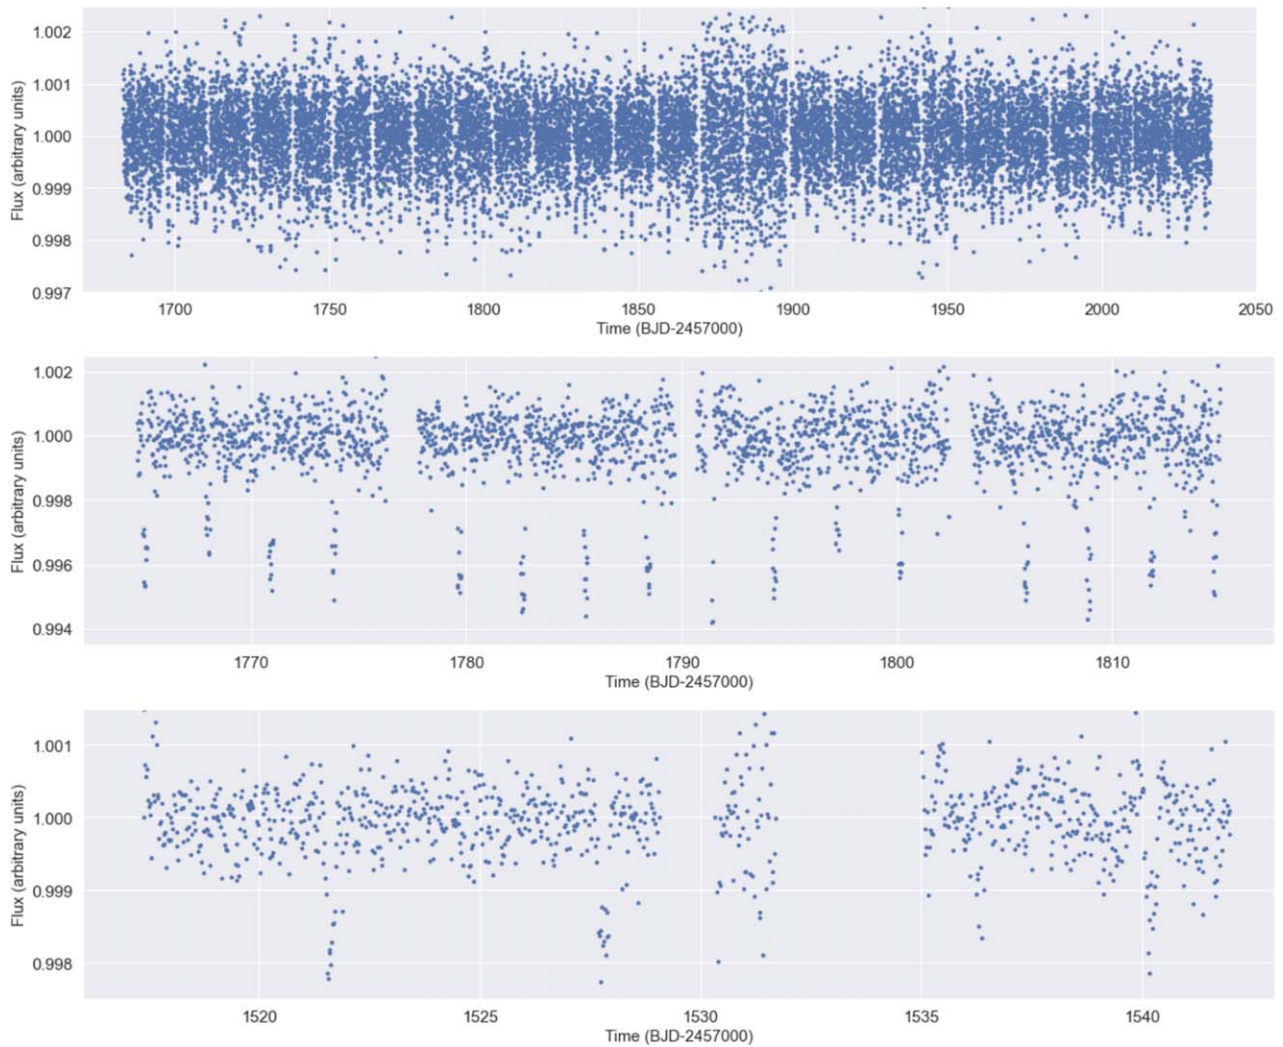 1.002
1.001
1.000
0.999
0.998
0.997
Flux (arbitrary units)
1700 1750 1800 1850 1900 1950 2000 2050
Time (BJD-2457000)
1.002
1.000
0.998
0.996
0.994
Flux (arbitrary units)
1770 1780 1790 1800 1810
Time (BJD-2457000)
1.001
1.000
0.999
0.998
Flux (arbitrary units)
1520 1525 1530 1535 1540
Time (BJD-2457000)